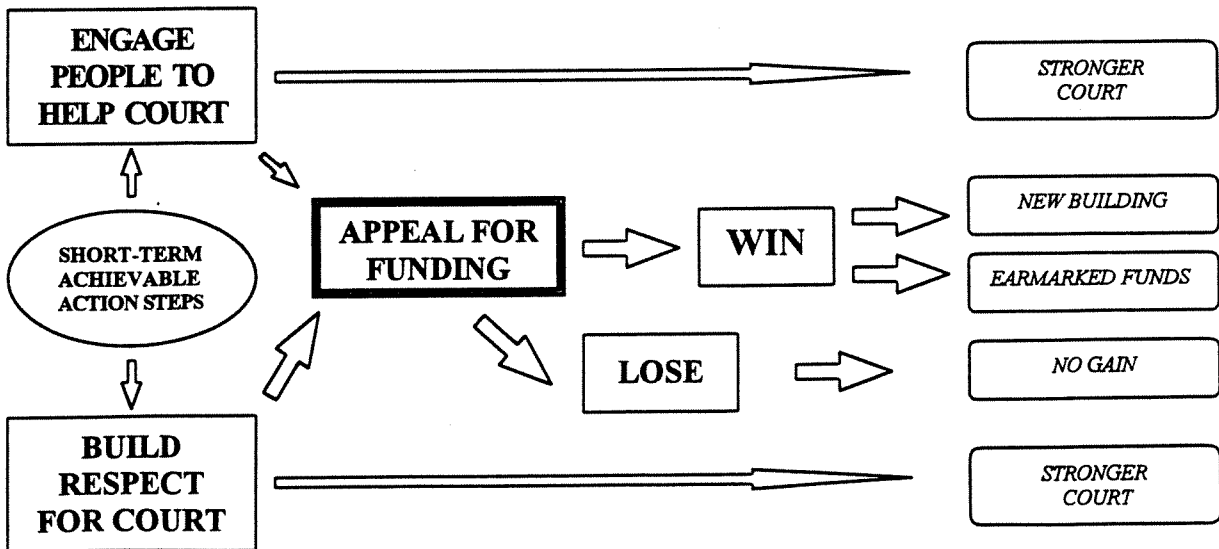 ENGAGE
PEOPLE TO
HELP COURT
STRONGER
COURT
SHORT-TERM
ACHIEVABLE
ACTION STEPS
APPEAL FOR
FUNDING
WIN
NEW BUILDING
EARMARKED FUNDS
LOSE
NO GAIN
BUILD
RESPECT
FOR COURT
STRONGER
COURT